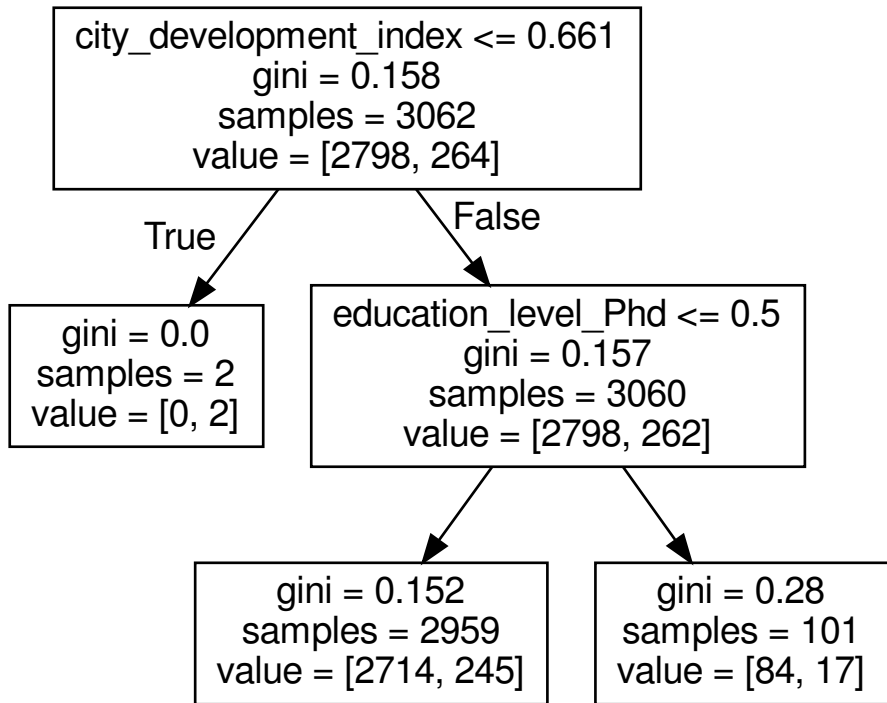 city_development_index <= 0.661
gini = 0.158
samples = 3062
value = [2798, 264]
True
False
gini = 0.0
samples = 2
value = [0, 2]
education_level_Phd <= 0.5
gini = 0.157
samples = 3060
value = [2798, 262]
gini = 0.152
samples = 2959
value = [2714, 245]
gini = 0.28
samples = 101
value = [84, 17]